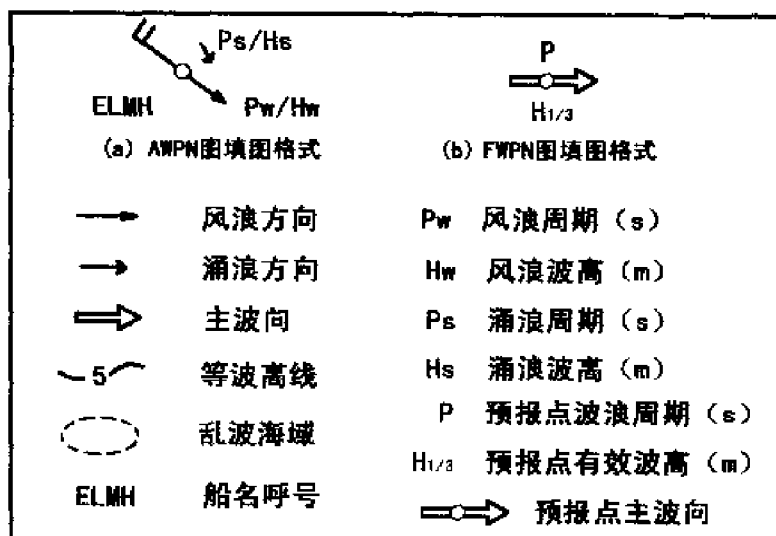 Ps/Hs
ELMH Pw/Hw
(a) AWPN图填图格式
P
H1/3
(b) FWPN图填图格式
风浪方向
涌浪方向
主波向
5 等波高线
乱波海域
ELMH 船名呼号
Pw 风浪周期(s)
Hw 风浪波高(m)
Ps 涌浪周期(s)
Hs 涌浪波高(m)
P 预报点波浪周期(s)
H1/3 预报点有效波高(m)
预报点主波向